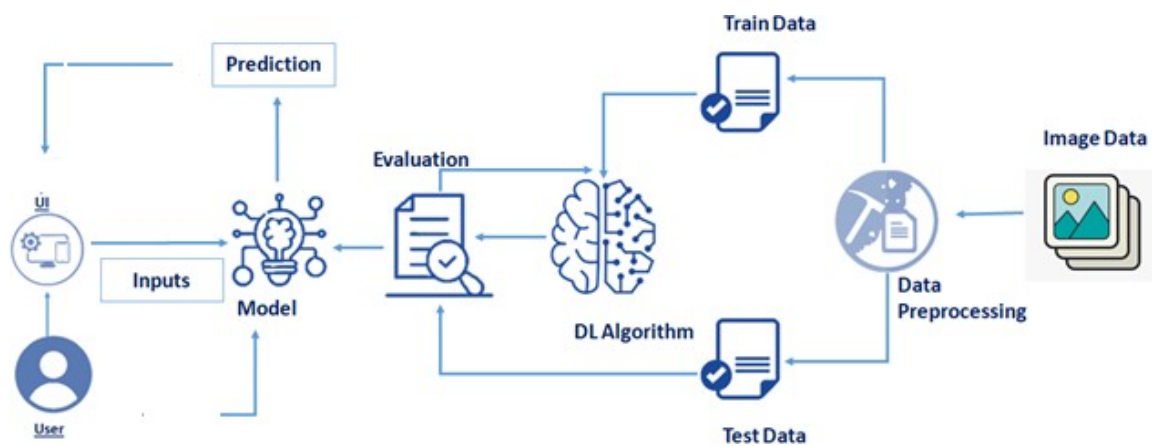 Train Data
Prediction
Image Data
Evaluation
UI
Inputs
Model
Data
Preprocessing
DL Algorithm
User
Test Data